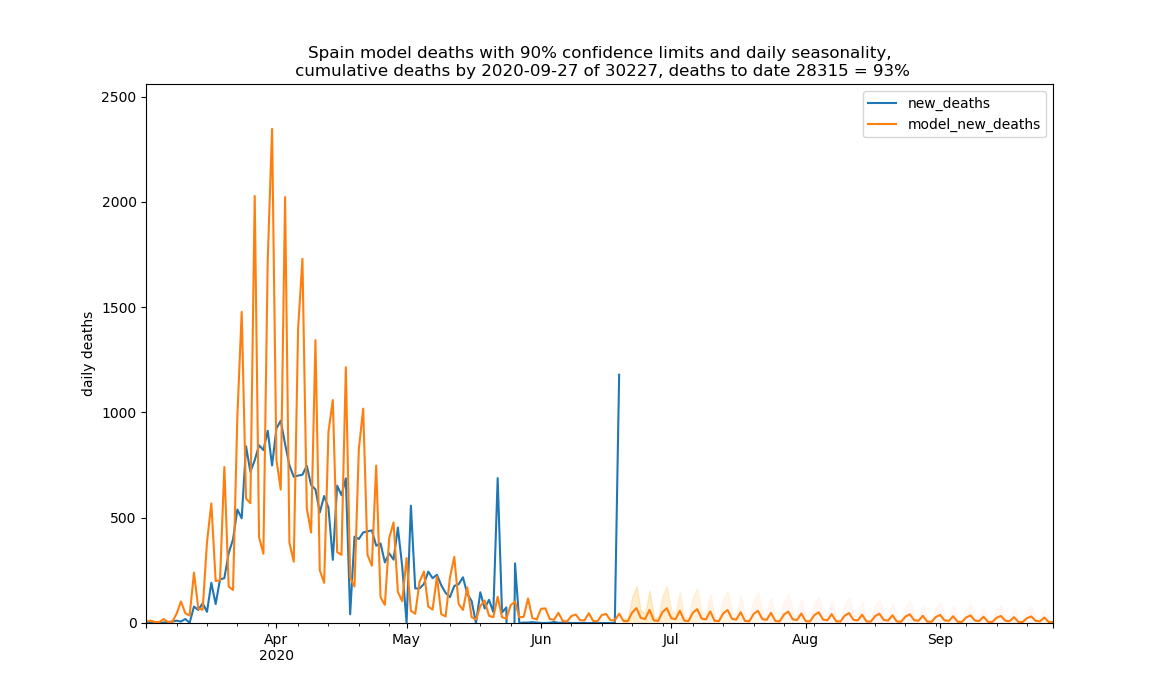 Spain model deaths with 90% confidence limits and daily seasonality,
cumulative deaths by 2020-09-27 of 30227, deaths to date 28315 = 93%
new_deaths
model_new_deaths
daily deaths
2500
2000
1500
1000
500
0
Apr
2020
May
Jun
Jul
Aug
Sep